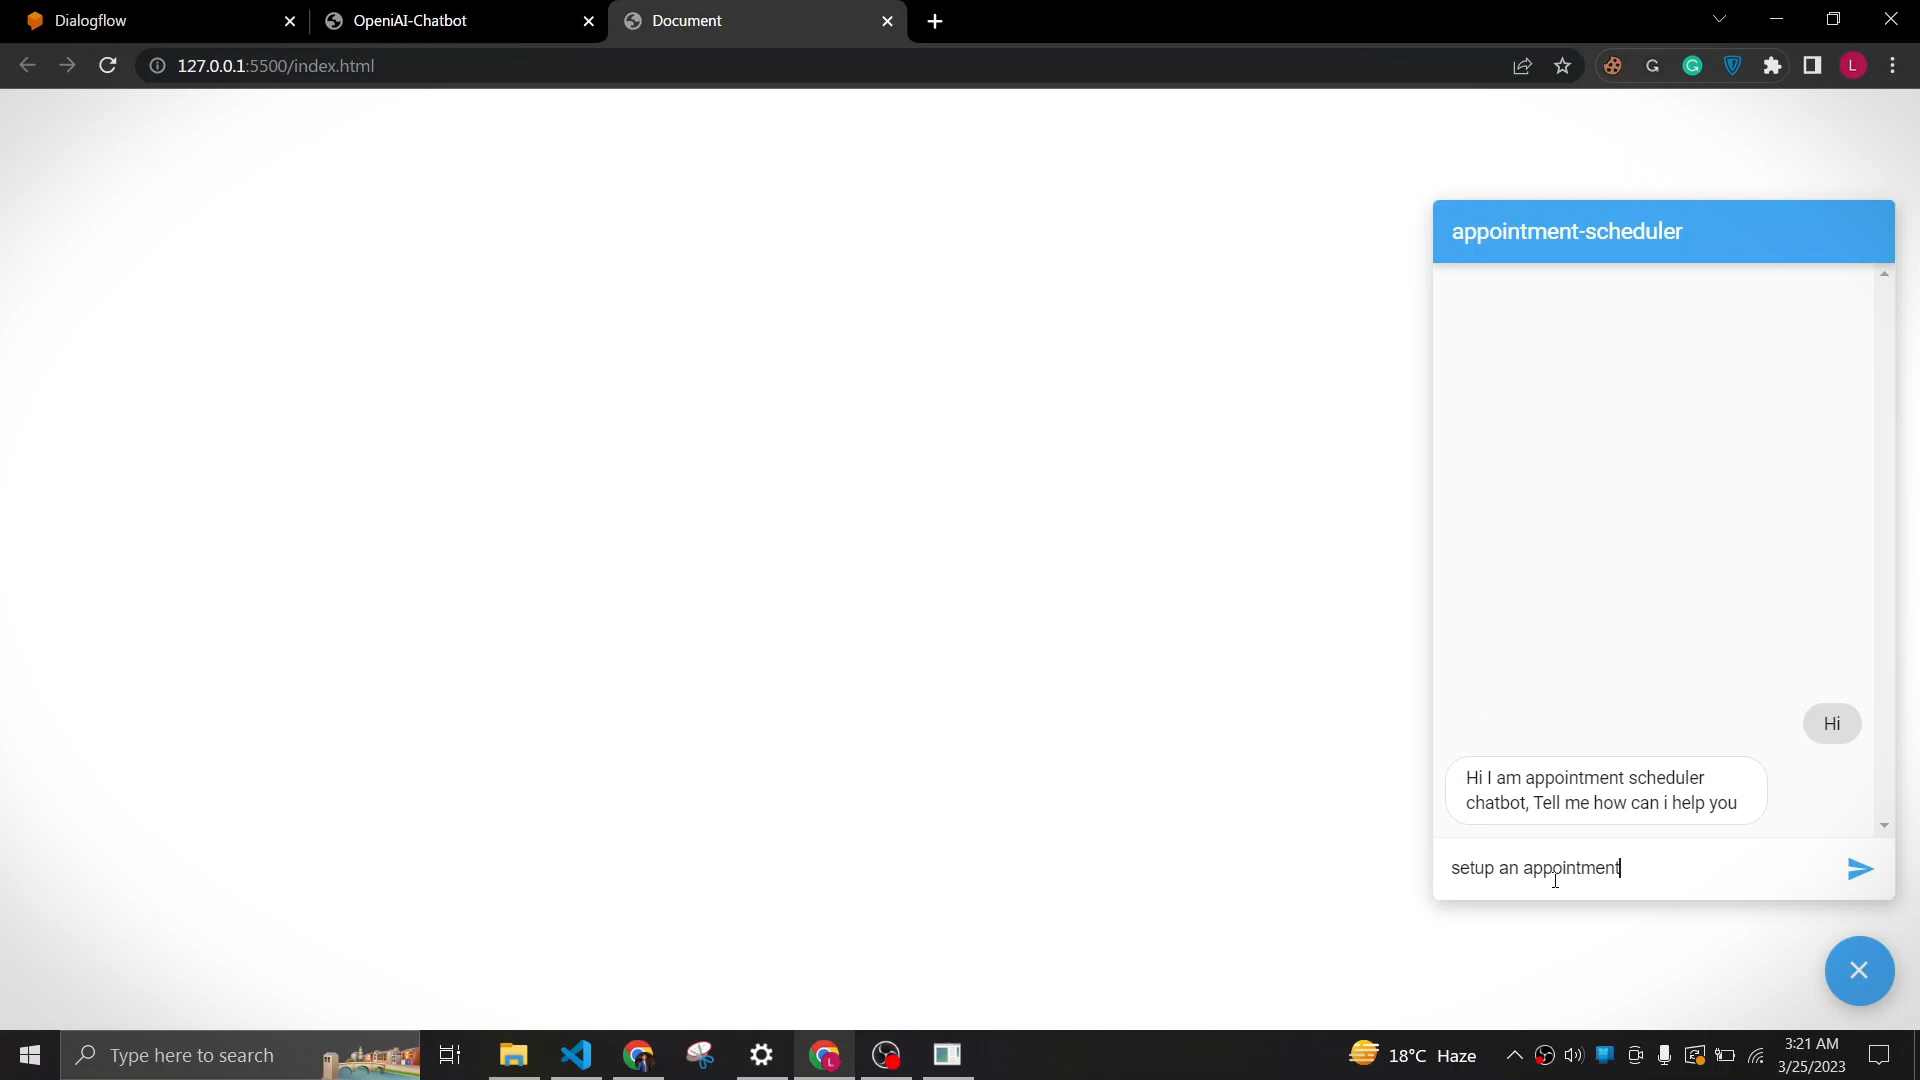 Dialogflow
OpeniAI-Chatbot
Document
127.0.0.1:5500/index.html
L
appointment-scheduler
Hi
Hi I am appointment scheduler
chatbot, Tell me how can i help you
setup an appointment
Type here to search
L
18°C Haze
3:21 AM
3/25/2023